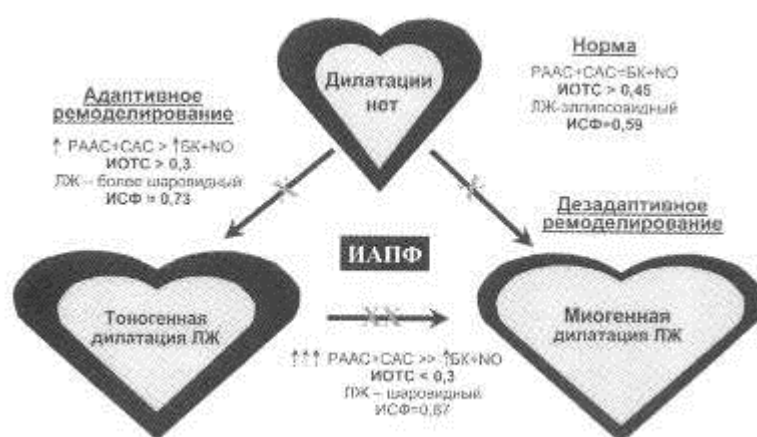 Дилатации
нет
Норма
РААС+САС=БК+NO
ИОТС > 0,45
ЛЖ-эллипсовидный
ИСФ=0,59
Адаптивное
ремоделирование
↑ РААС+САС > ↑БК+NO
ИОТС > 0,3
ЛЖ – более шаровидный
ИСФ = 0,73
Дезадаптивное
ремоделирование
ИАПФ
Тоногенная
дилатация ЛЖ
Миогенная
дилатация ЛЖ
↑↑↑ РААС+САС >> ↑БК+NO
ИОТС < 0,3
ЛЖ – шаровидный
ИСФ=0,87